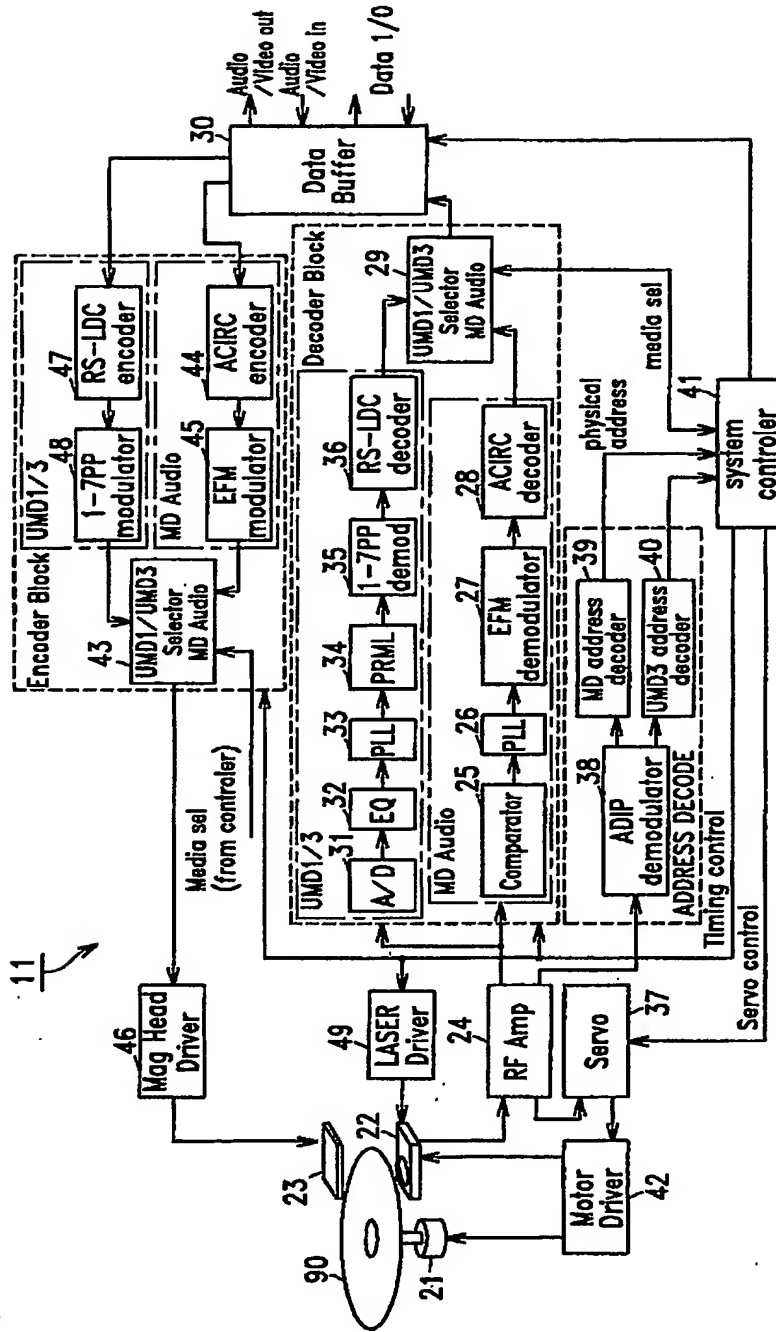 11
46
Mag Head
Driver
23
90
21
22
49
LASER
Driver
24
RF Amp
37
Servo
Motor
Driver
42
Media sel
(from controler)
Encoder Block
43
UMD1/UMD3
Selector
MD Audio
UMD1/3
48
1-7PP
modulator
47
RS-LDC
encoder
MD Audio
45
EFM
modulator
44
ACIRC
encoder
30
Data
Buffer
Audio
/Video out
Audio
/Video in
Data 1/0
Decoder Block
UMD1/3
31
A/D
32
EQ
33
PLL
34
PRML
35
1-7PP
demod
36
RS-LDC
decoder
MD Audio
25
Comparator
26
PLL
27
EFM
demodulator
28
ACIRC
decoder
29
UMD1/UMD3
Selector
MD Audio
38
ADIP
demodulator
39
MD address
decoder
UMD3 address
decoder
40
ADDRESS DECODE
physical
address
media sel
41
system
controler
Timing control
Servo control